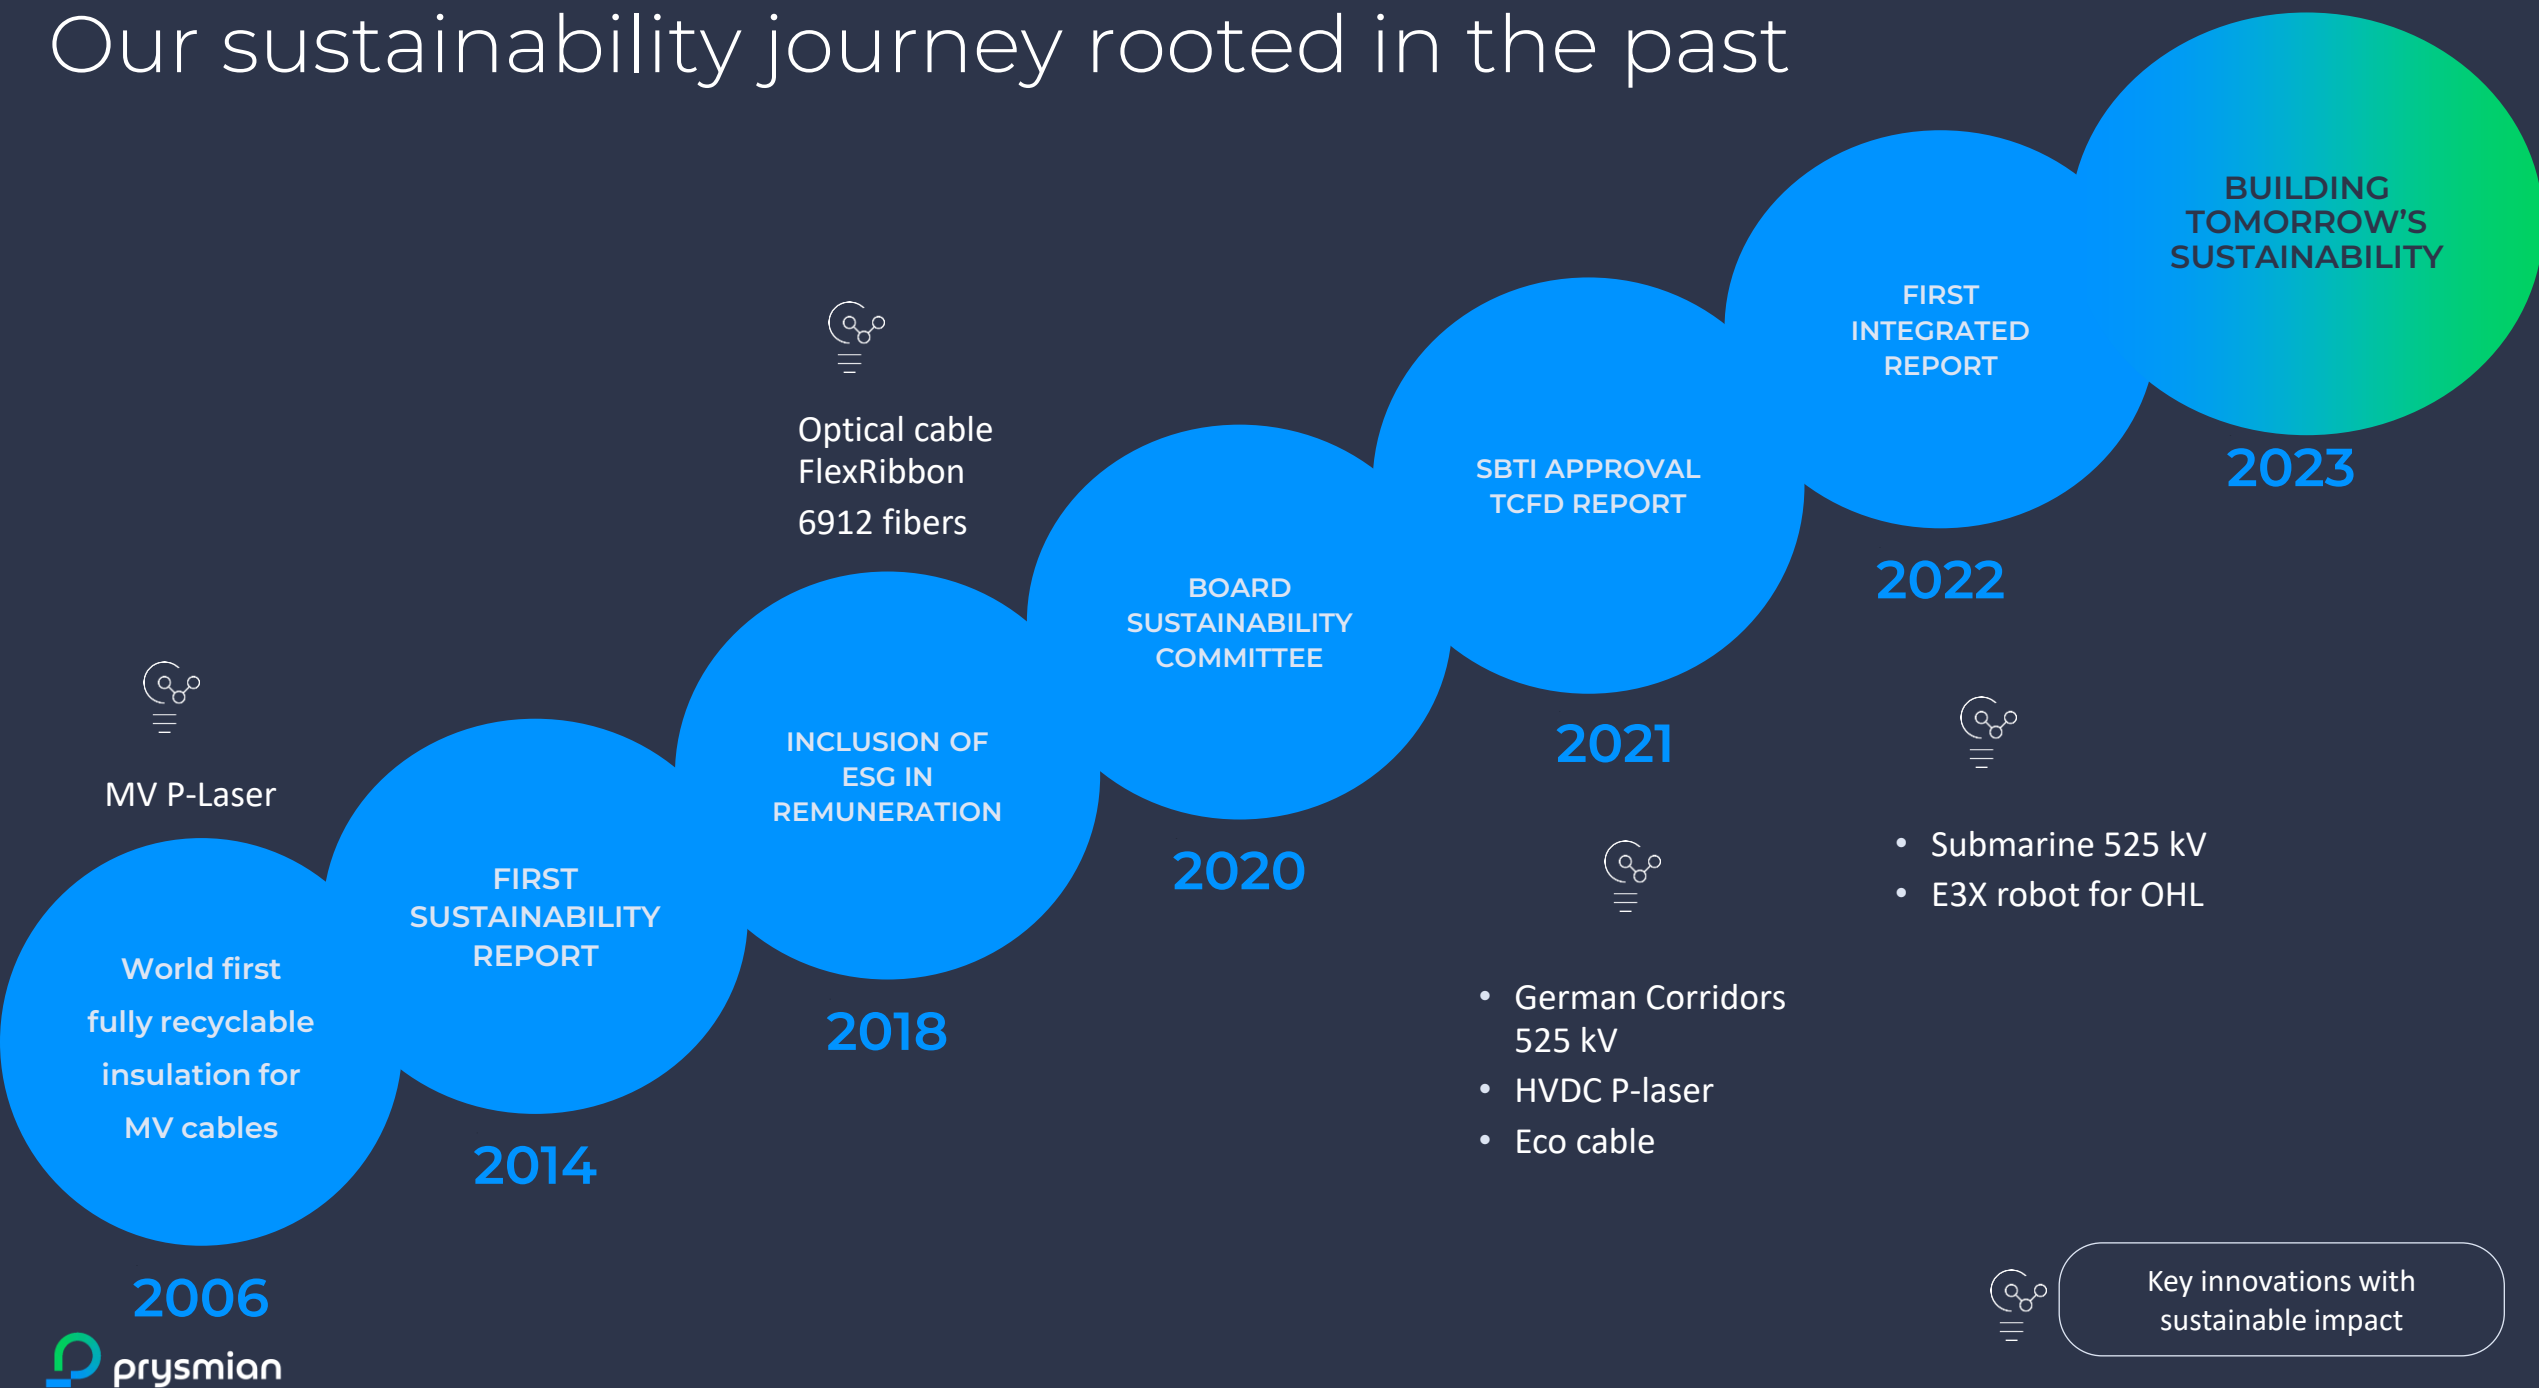 Our sustainability journey rooted in the past
MV P-Laser
World first
fully recyclable
insulation for
MV cables
2006
FIRST
SUSTAINABILITY
REPORT
2014
Optical cable
FlexRibbon
6912 fibers
INCLUSION OF
ESG IN
REMUNERATION
2018
BOARD
SUSTAINABILITY
COMMITTEE
2020
SBTI APPROVAL
TCFD REPORT
2021
• German Corridors
525 kV
• HVDC P-laser
• Eco cable
FIRST
INTEGRATED
REPORT
2022
• Submarine 525 kV
• E3X robot for OHL
BUILDING
TOMORROW’S
SUSTAINABILITY
2023
Key innovations with
sustainable impact
prysmian